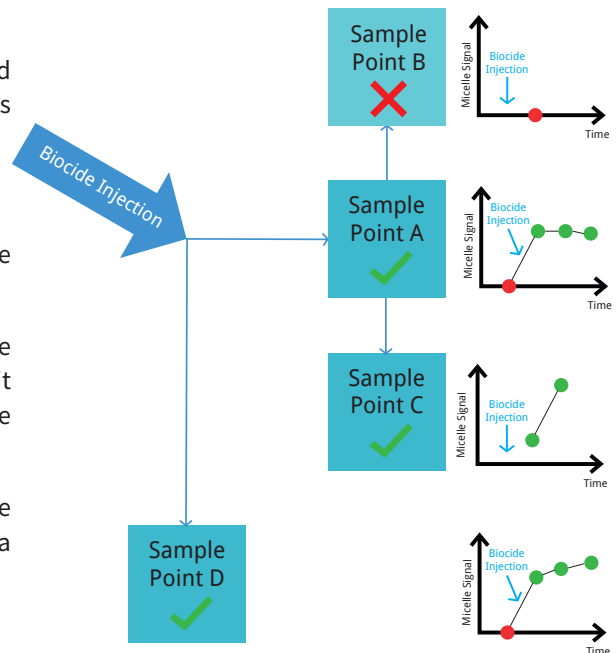 d
s
e
e
it
e
e
a
Biocide Injection
Sample
Point B
Micelle Signal
Biocide
Injection
Time
Sample
Point A
Micelle Signal
Biocide
Injection
Time
Sample
Point C
Micelle Signal
Biocide
Injection
Time
Sample
Point D
Micelle Signal
Biocide
Injection
Time